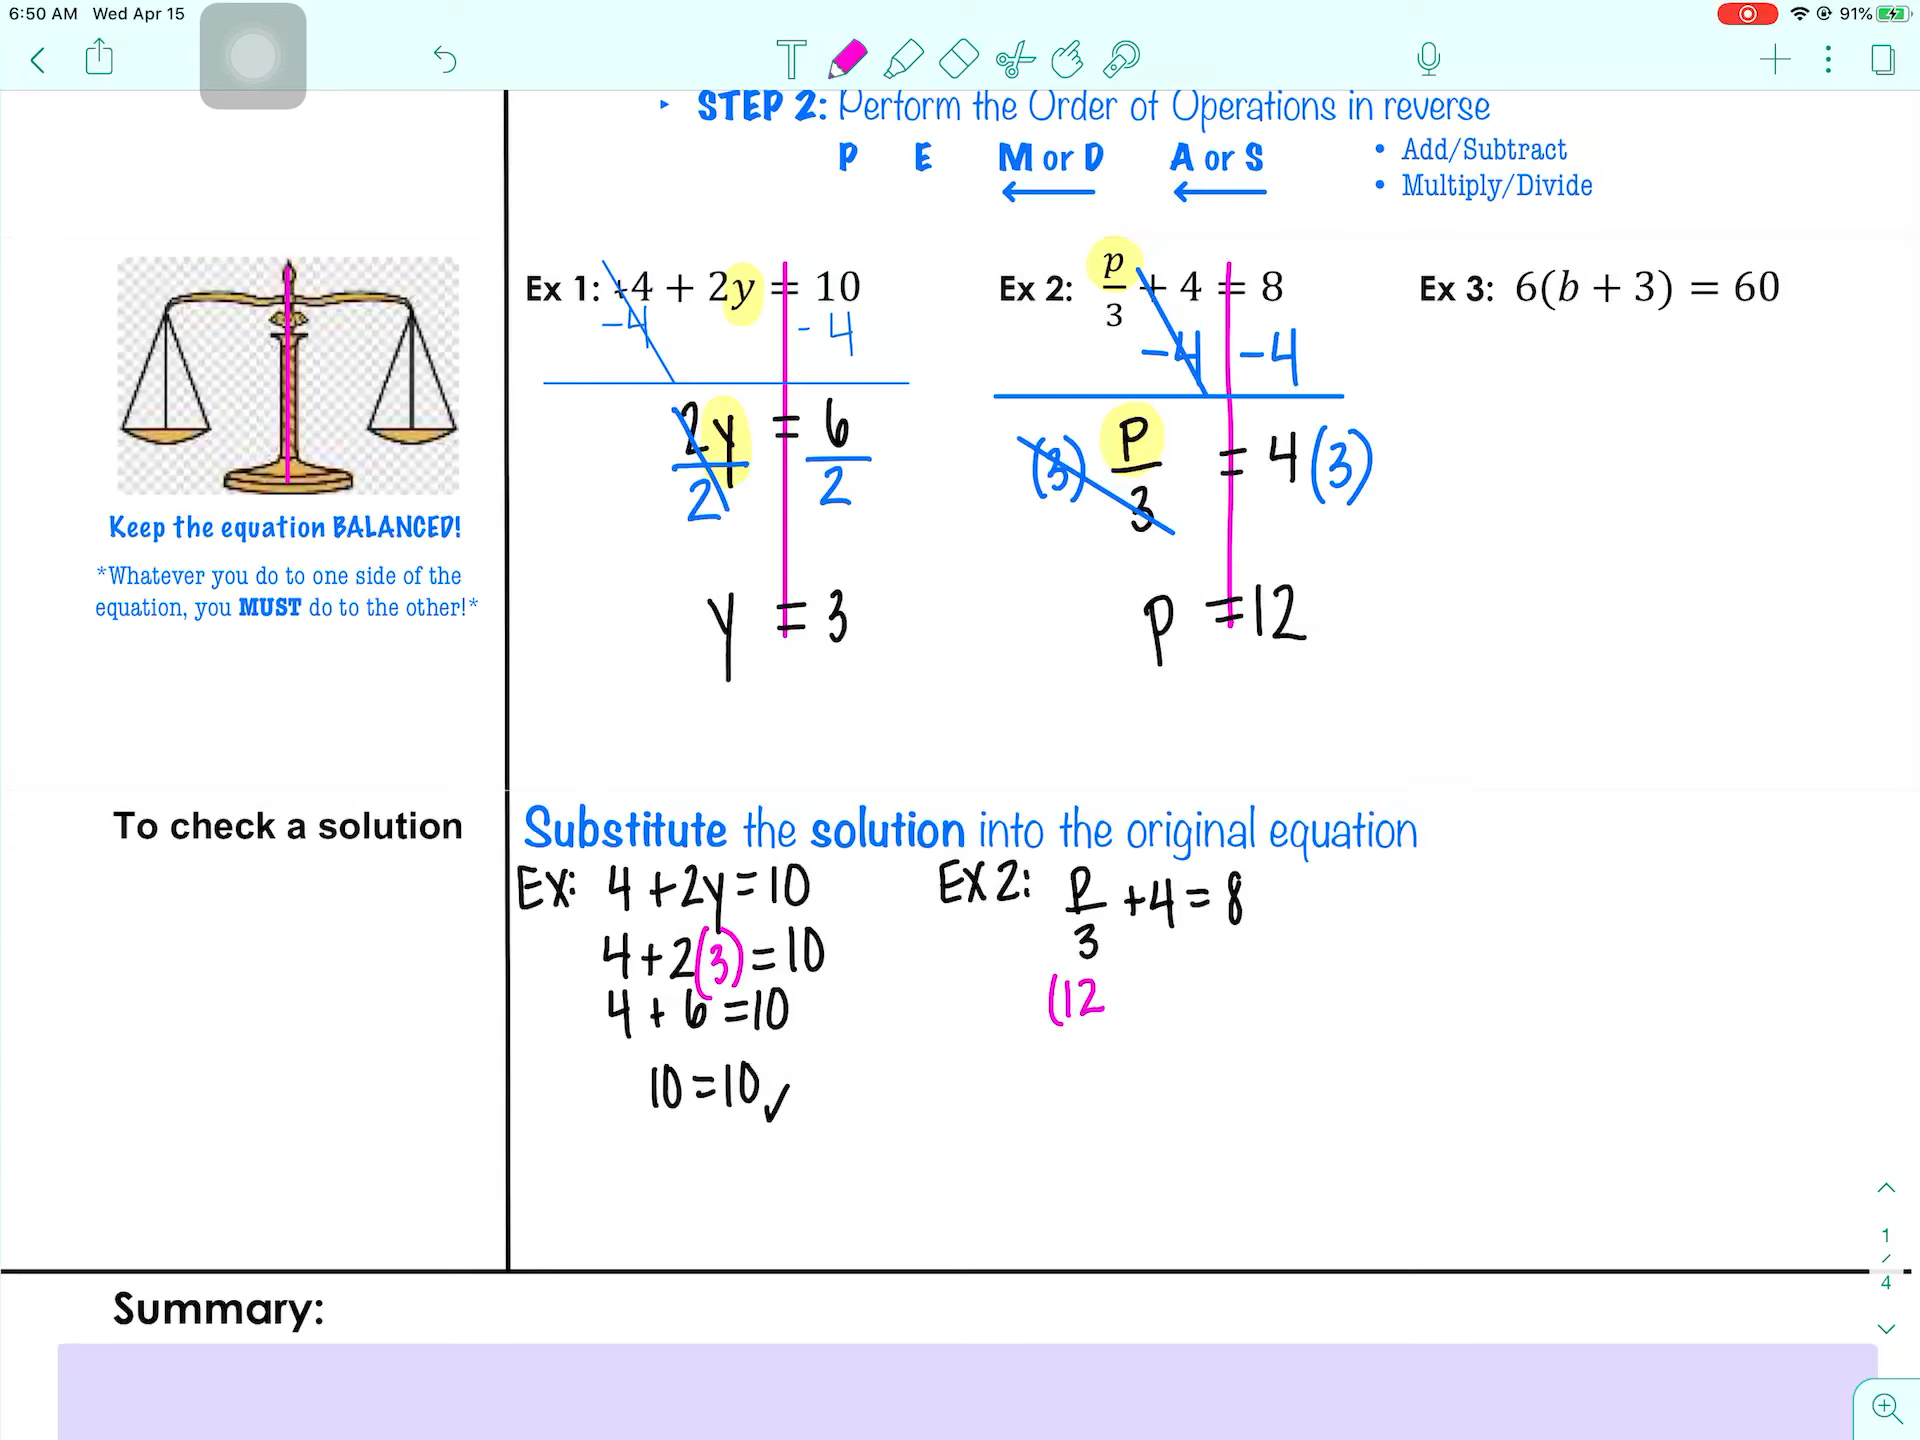 6:50 AM Wed Apr 15
91%
▸ STEP 2: Perform the Order of Operations in reverse
P E M or D A or S
• Add/Subtract
• Multiply/Divide
Ex 1: +4 + 2y = 10
-4 - 4
2y = 6
2 2
y = 3
Ex 2: p/3 + 4 = 8
-4 -4
(3) P/3 = 4(3)
p = 12
Ex 3: 6(b + 3) = 60
Keep the equation BALANCED!
*Whatever you do to one side of the
equation, you MUST do to the other!*
To check a solution
Substitute the solution into the original equation
Ex: 4 + 2y = 10
4 + 2(3) = 10
4 + 6 = 10
10 = 10 ✓
EX 2: P/3 + 4 = 8
(12
1
/
4
Summary: